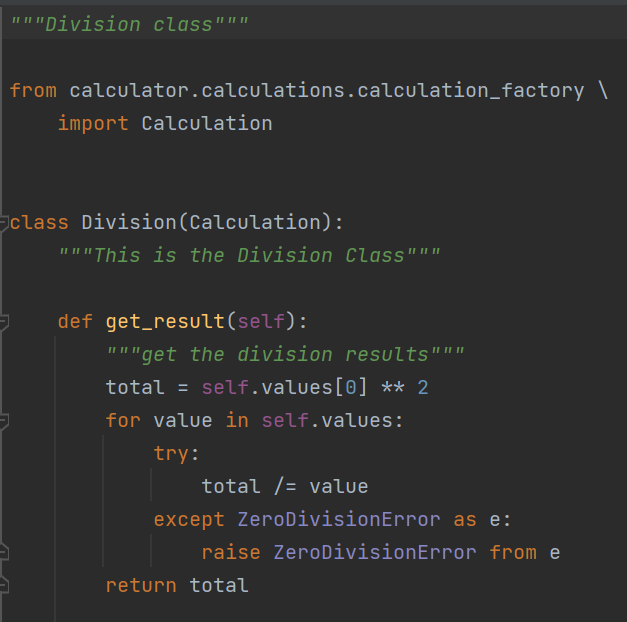 """Division class"""
from calculator.calculations.calculation_factory \
    import Calculation
class Division(Calculation):
    """This is the Division Class"""
    def get_result(self):
        """get the division results"""
        total = self.values[0] ** 2
        for value in self.values:
            try:
                total /= value
            except ZeroDivisionError as e:
                raise ZeroDivisionError from e
        return total